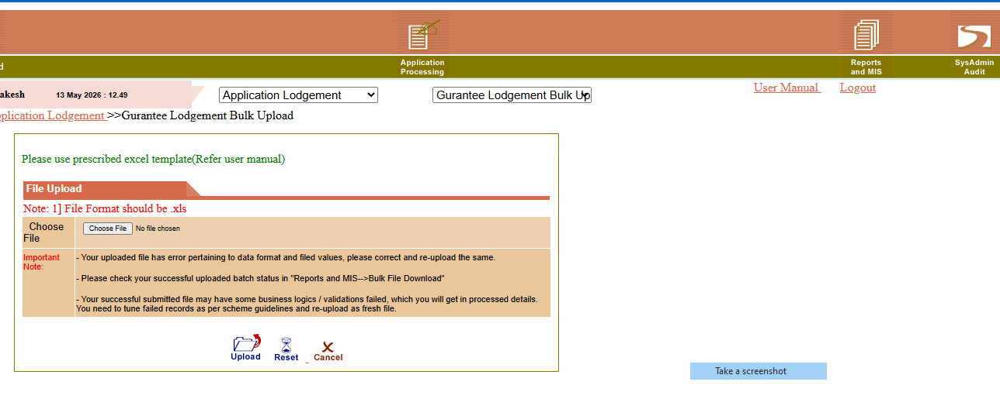 Application
Processing
Reports
and MIS
SysAdmin
Audit
d
akesh
13 May 2026 : 12.49
Application Lodgement
Gurantee Lodgement Bulk Up
User Manual
Logout
plication Lodgement >>Gurantee Lodgement Bulk Upload
Please use prescribed excel template(Refer user manual)
File Upload
Note: 1] File Format should be .xls
Choose
File
Choose File
No file chosen
Important
Note:
- Your uploaded file has error pertaining to data format and filed values, please correct and re-upload the same.
- Please check your successful uploaded batch status in "Reports and MIS-->Bulk File Download"
- Your successful submitted file may have some business logics / validations failed, which you will get in processed details.
You need to tune failed records as per scheme guidelines and re-upload as fresh file.
Upload
Reset
Cancel
Take a screenshot